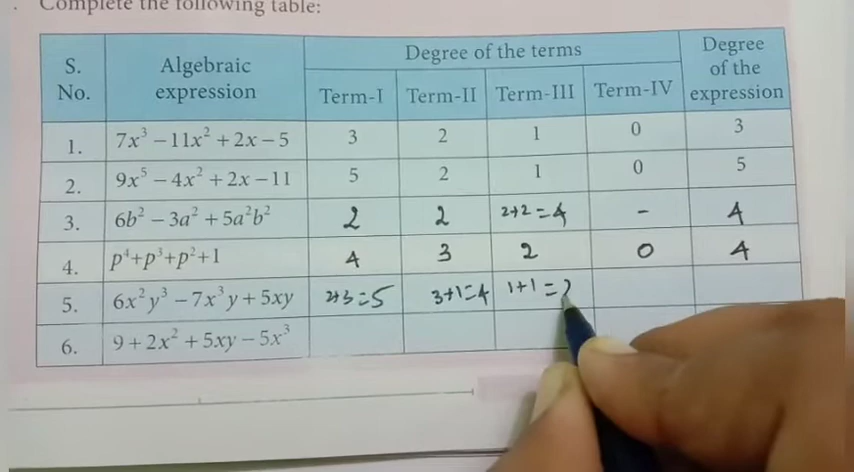 Complete the following table:
S. No. Algebraic expression Degree of the terms Degree of the expression
Term-I Term-II Term-III Term-IV
1. 7x³ – 11x² + 2x – 5 3 2 1 0 3
2. 9x⁵ – 4x² + 2x – 11 5 2 1 0 5
3. 6b² – 3a² + 5a²b² 2 2 2+2=4 – 4
4. p⁴+p³+p²+1 4 3 2 0 4
5. 6x²y³ – 7x³y + 5xy 2+3=5 3+1=4 1+1=2
6. 9 + 2x² + 5xy – 5x³